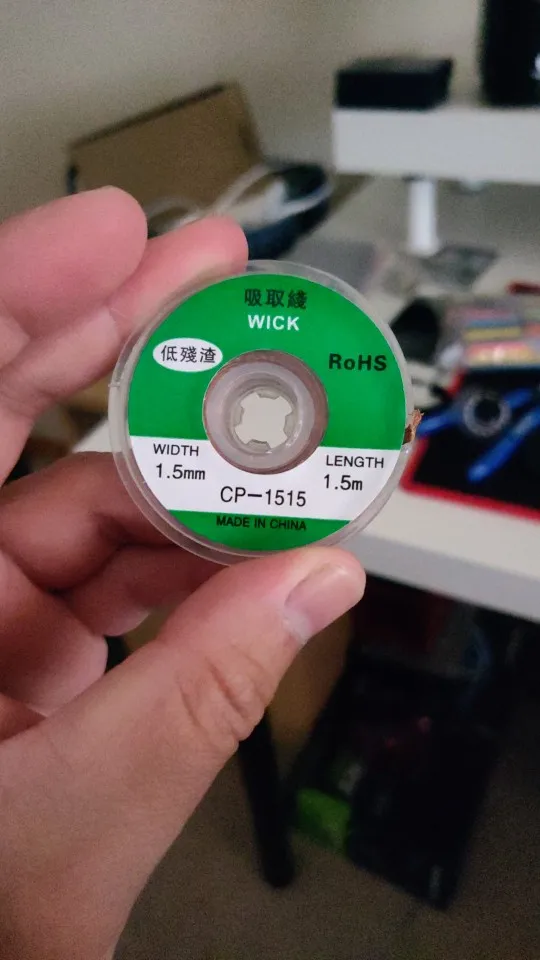 吸取綫
WICK
低殘渣
RoHS
WIDTH
1.5mm
LENGTH
1.5m
CP-1515
MADE IN CHINA